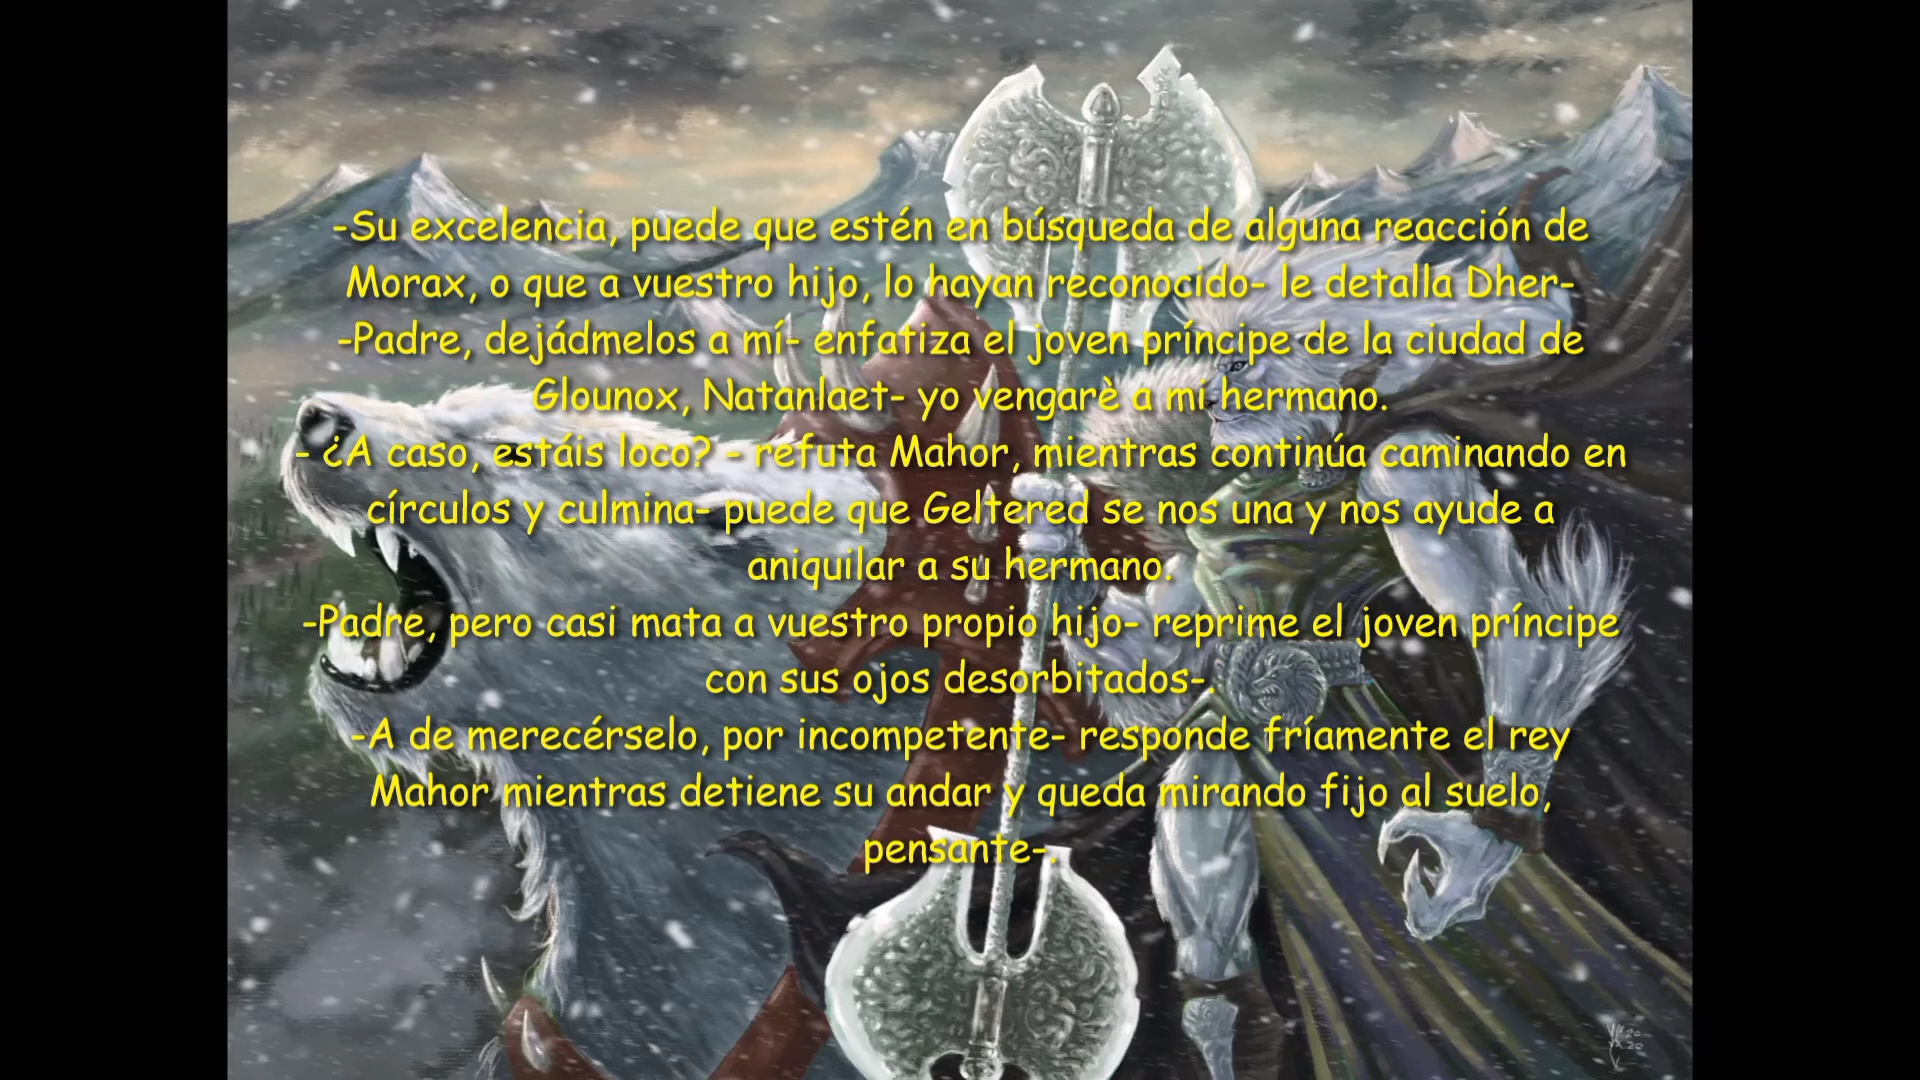 -Su excelencia, puede que estén en búsqueda de alguna reacción de
Morax, o que a vuestro hijo, lo hayan reconocido- le detalla Dher-
-Padre, dejádmelos a mí- enfatiza el joven príncipe de la ciudad de
Glounox, Natanlaet- yo vengarè a mí hermano.
- ¿A caso, estáis loco? - refuta Mahor, mientras continúa caminando en
círculos y culmina- puede que Geltered se nos una y nos ayude a
aniquilar a su hermano.
-Padre, pero casi mata a vuestro propio hijo- reprime el joven príncipe
con sus ojos desorbitados-.
-A de merecérselo, por incompetente- responde fríamente el rey
Mahor mientras detiene su andar y queda mirando fijo al suelo,
pensante-.
20
20